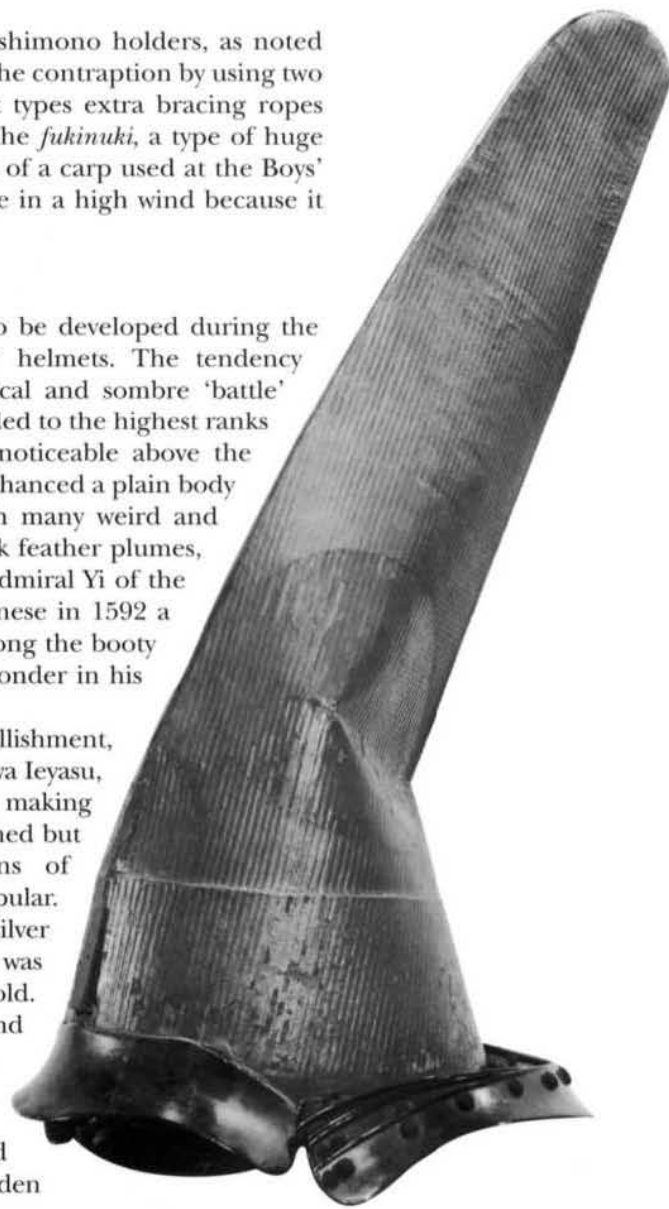 shimono holders, as noted
he contraption by using two
t types extra bracing ropes
he fukinuki, a type of huge
of a carp used at the Boys'
e in a high wind because it
o be developed during the
helmets. The tendency
cal and sombre 'battle'
led to the highest ranks
noticeable above the
hanced a plain body
n many weird and
k feather plumes,
dmiral Yi of the
nese in 1592 a
ong the booty
onder in his
llishment,
va Ieyasu,
making
ned but
ns of
pular.
ilver
was
old.
nd
d
den